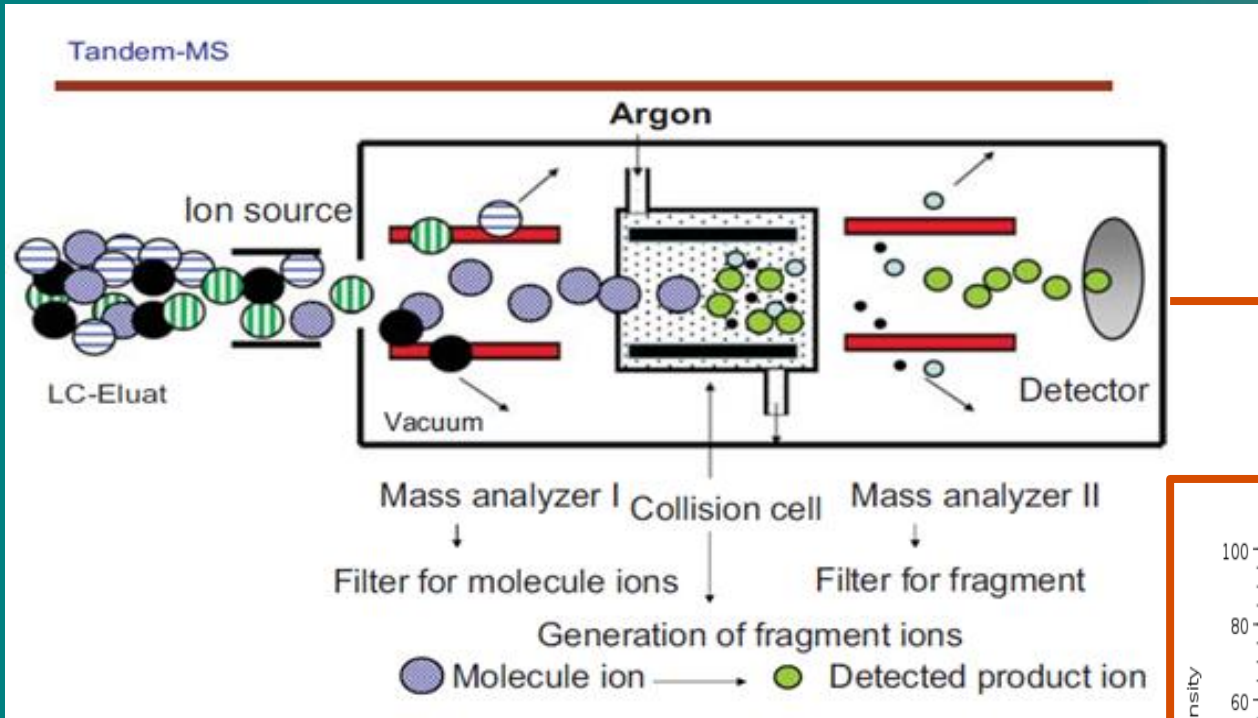 Tandem-MS
Argon
Ion source
LC-Eluat
Vacuum
Detector
Mass analyzer I
Collision cell
Mass analyzer II
Filter for molecule ions
Filter for fragment
Generation of fragment ions
Molecule ion
Detected product ion
100
80
60
nsity